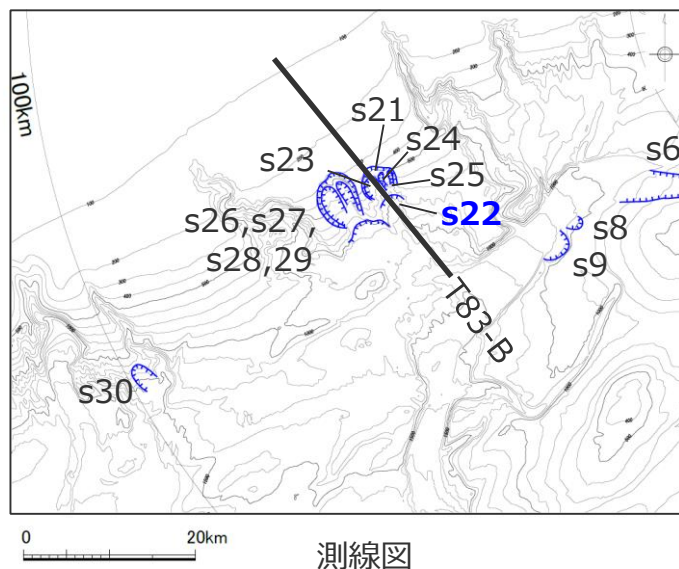 100km
s21
s24
s23
s25
s6
s26,s27,
s22
s8
s28,29
s9
T83-B
s30
0
20km
測線図